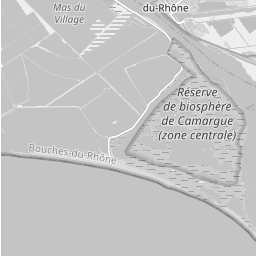 Mas du
Village
du-Rhône
Réserve
de biosphère
de Camargue
(zone centrale)
Bouches-du-Rhône